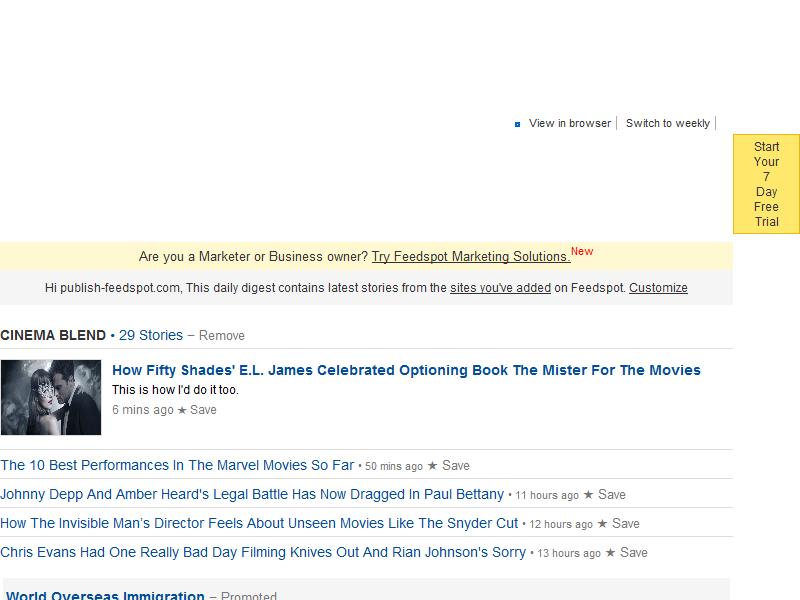 View in browser
Switch to weekly
Start
Your
7
Day
Free
Trial
Are you a Marketer or Business owner? Try Feedspot Marketing Solutions. New
Hi publish-feedspot.com, This daily digest contains latest stories from the sites you've added on Feedspot. Customize
CINEMA BLEND • 29 Stories – Remove
How Fifty Shades' E.L. James Celebrated Optioning Book The Mister For The Movies
This is how I'd do it too.
6 mins ago ★ Save
The 10 Best Performances In The Marvel Movies So Far • 50 mins ago ★ Save
Johnny Depp And Amber Heard's Legal Battle Has Now Dragged In Paul Bettany • 11 hours ago ★ Save
How The Invisible Man’s Director Feels About Unseen Movies Like The Snyder Cut • 12 hours ago ★ Save
Chris Evans Had One Really Bad Day Filming Knives Out And Rian Johnson's Sorry • 13 hours ago ★ Save
World Overseas Immigration – Promoted